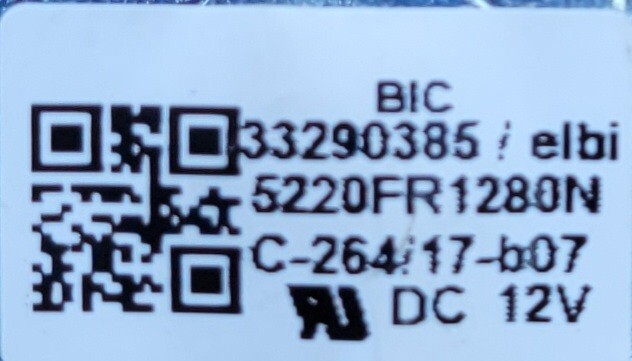 BIC
33290385 / elbi
5220FR1280N
C-264/17-b07
DC 12V